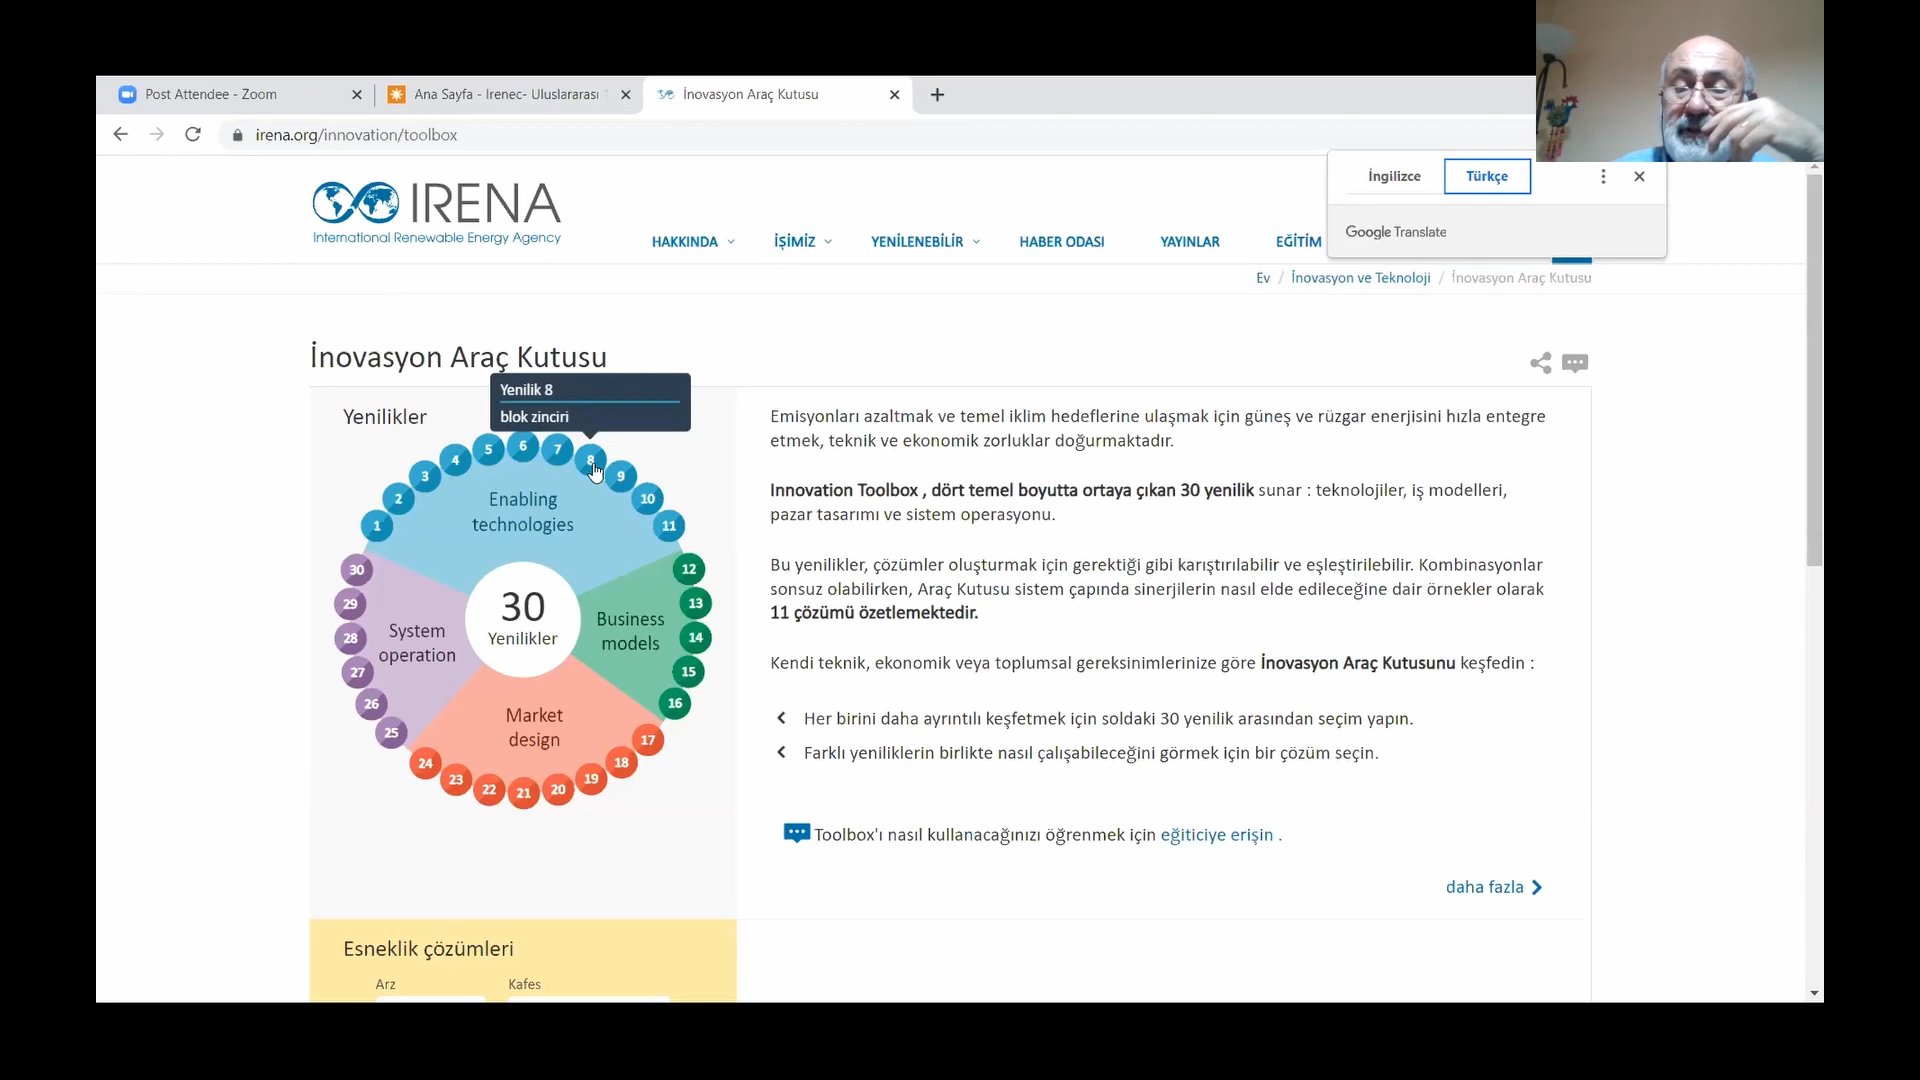 Post Attendee - Zoom
Ana Sayfa - Irenec- Uluslararası
İnovasyon Araç Kutusu
irena.org/innovation/toolbox
İngilizce
Türkçe
Google Translate
IRENA
International Renewable Energy Agency
HAKKINDA
İŞİMİZ
YENİLENEBİLİR
HABER ODASI
YAYINLAR
EĞİTİM
Ev / İnovasyon ve Teknoloji / İnovasyon Araç Kutusu
İnovasyon Araç Kutusu
Yenilikler
Yenilik 8
blok zinciri
1
2
3
4
5
6
7
8
9
10
11
12
13
14
15
16
17
18
19
20
21
22
23
24
25
26
27
28
29
30
Enabling
technologies
Business
models
Market
design
System
operation
30
Yenilikler
Emisyonları azaltmak ve temel iklim hedeflerine ulaşmak için güneş ve rüzgar enerjisini hızla entegre
etmek, teknik ve ekonomik zorluklar doğurmaktadır.
Innovation Toolbox , dört temel boyutta ortaya çıkan 30 yenilik sunar : teknolojiler, iş modelleri,
pazar tasarımı ve sistem operasyonu.
Bu yenilikler, çözümler oluşturmak için gerektiği gibi karıştırılabilir ve eşleştirilebilir. Kombinasyonlar
sonsuz olabilirken, Araç Kutusu sistem çapında sinerjilerin nasıl elde edileceğine dair örnekler olarak
11 çözümü özetlemektedir.
Kendi teknik, ekonomik veya toplumsal gereksinimlerinize göre İnovasyon Araç Kutusunu keşfedin :
Her birini daha ayrıntılı keşfetmek için soldaki 30 yenilik arasından seçim yapın.
Farklı yeniliklerin birlikte nasıl çalışabileceğini görmek için bir çözüm seçin.
Toolbox'ı nasıl kullanacağınızı öğrenmek için eğiticiye erişin .
daha fazla
Esneklik çözümleri
Arz
Kafes